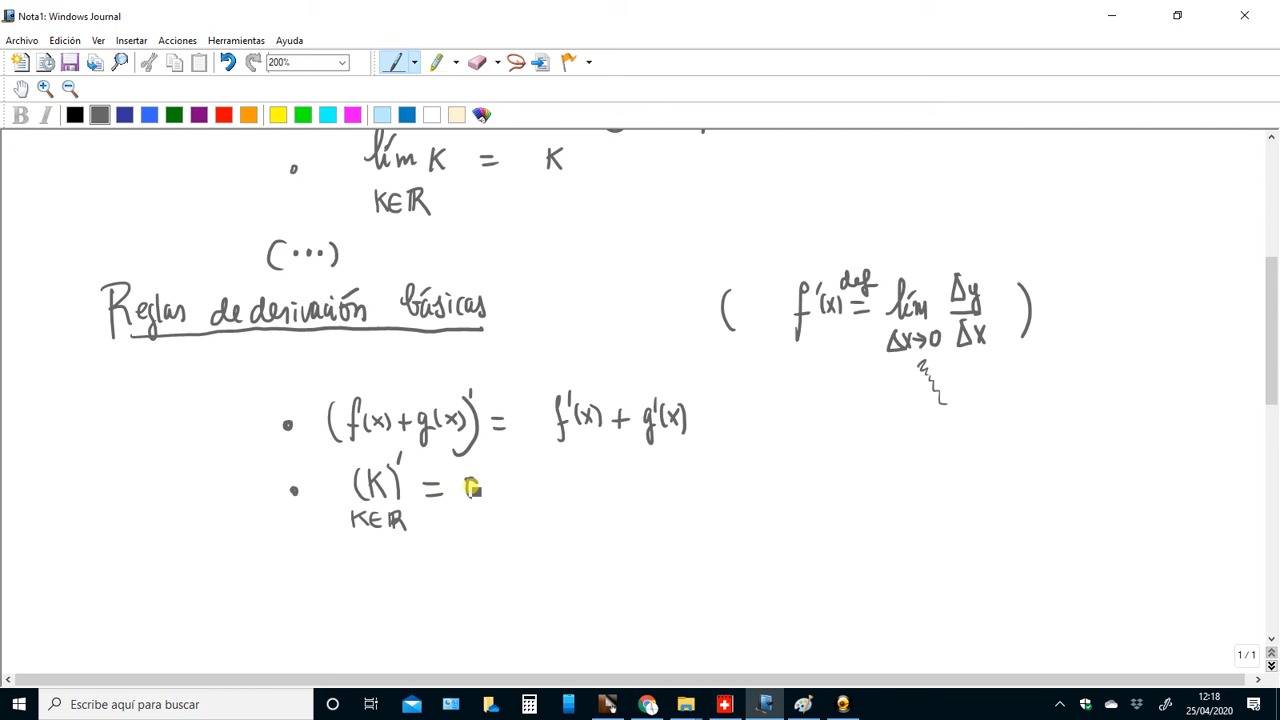 Nota1: Windows Journal
Archivo Edición Ver Insertar Acciones Herramientas Ayuda
200%
B I
• lím K = K
K∈ℝ
(···)
Reglas de derivación básicas
( f'(x) def= lím Δy/Δx )
Δx→0
• (f(x)+g(x))' = f'(x) + g'(x)
• (K)' =
K∈ℝ
1 / 1
Escribe aquí para buscar
12:18
25/04/2020